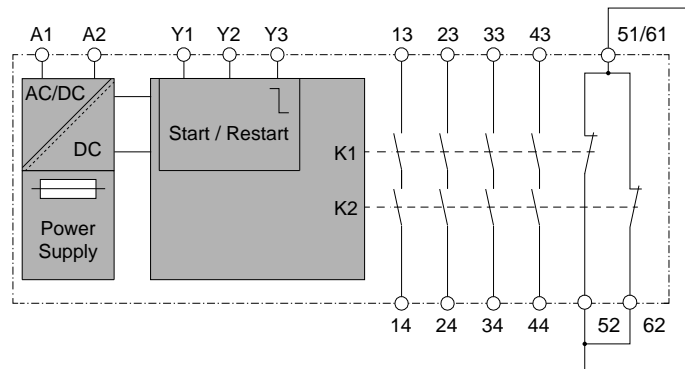 A1 A2 Y1 Y2 Y3 13 23 33 43 51/61
AC/DC
DC
Start / Restart
K1
K2
Power
Supply
14 24 34 44 52 62